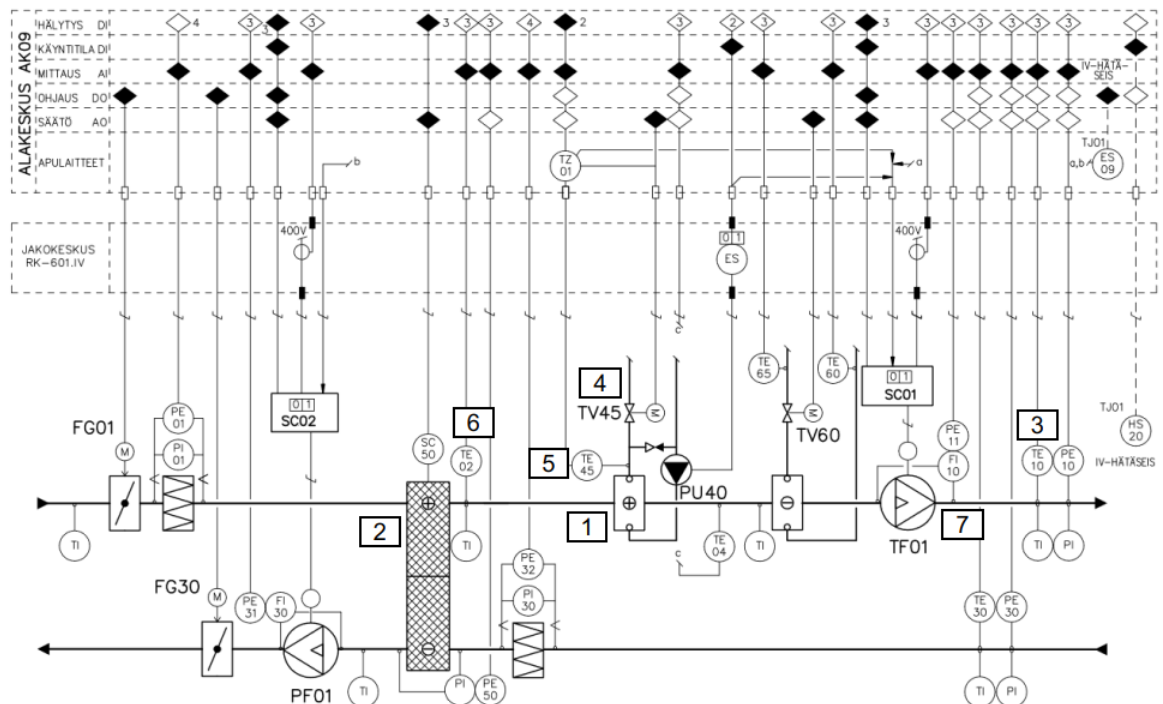 ALAKESKUS AK09
HÄLYTYS DI
4 3 3 3 3 3 3 4 2 3 2 3 3 3 3 3 3 3 3 3
KÄYNTITILA DI
MITTAUS AI
IV-HÄTÄ-
SEIS
OHJAUS DO
SÄÄTÖ AO
APULAITTEET
b
TZ
01
a
TJ01
a,b
ES
09
JAKOKESKUS
RK-601.IV
400V
0 1
ES
400V
c
4
TV45
M
TE
65
TV60
M
TE
60
0 1
SC01
TJ01
HS
20
IV-HÄTÄSEIS
FG01
M
PE
01
PI
01
0 1
SC02
6
SC
50
TE
02
5
TE
45
PU40
PE
11
FI
10
3
TE
10
PE
10
TI
2
TI
1
c
TE
04
TI
7
TF01
TI
PI
FG30
M
PE
31
FI
30
PF01
TI
PI
PE
50
PE
32
PI
30
TE
30
PE
30
TI
PI